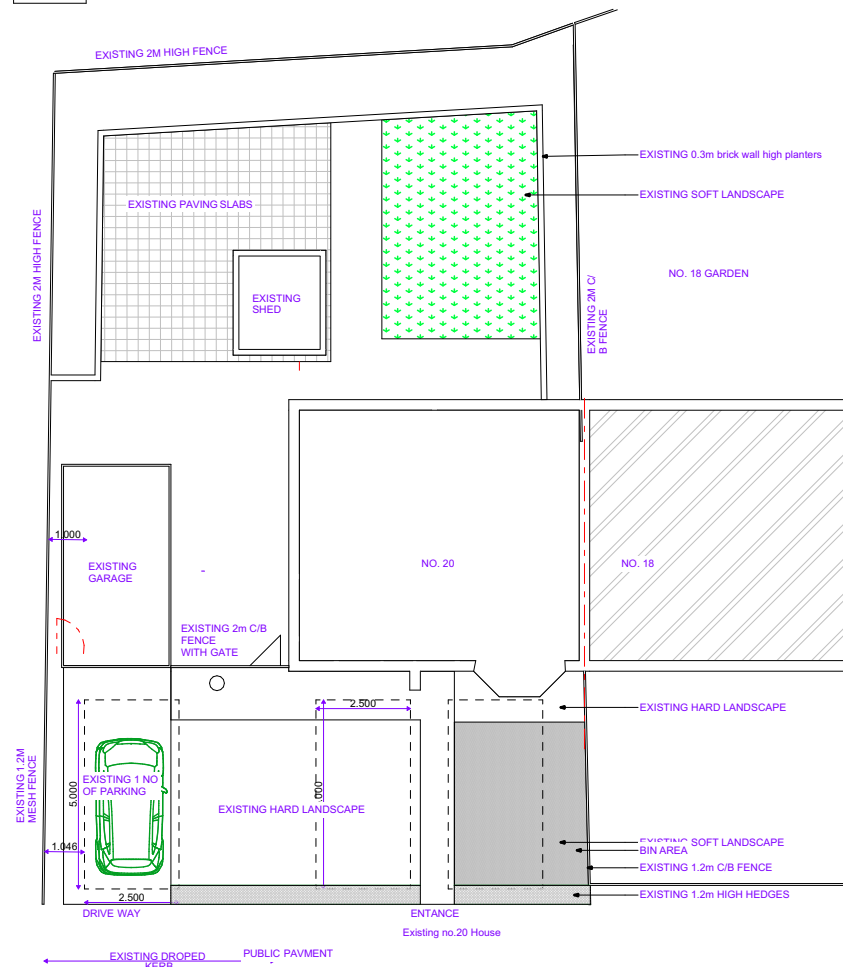 EXISTING 2M HIGH FENCE
EXISTING 0.3m brick wall high planters
EXISTING PAVING SLABS
EXISTING SOFT LANDSCAPE
EXISTING 2M HIGH FENCE
NO. 18 GARDEN
EXISTING
SHED
EXISTING 2M C/
B FENCE
1.000
EXISTING
GARAGE
NO. 20
NO. 18
EXISTING 2m C/B
FENCE
WITH GATE
2.500
EXISTING HARD LANDSCAPE
EXISTING 1.2M
MESH FENCE
5.000
EXISTING 1 NO
OF PARKING
.000
EXISTING HARD LANDSCAPE
1.046
EXISTING SOFT LANDSCAPE
BIN AREA
EXISTING 1.2m C/B FENCE
2.500
EXISTING 1.2m HIGH HEDGES
DRIVE WAY
ENTANCE
Existing no.20 House
EXISTING DROPED
KERB
PUBLIC PAVMENT